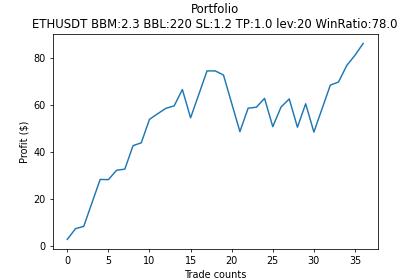 Portfolio
ETHUSDT BBM:2.3 BBL:220 SL:1.2 TP:1.0 lev:20 WinRatio:78.0
80
60
40
20
0
Profit ($)
0 5 10 15 20 25 30 35
Trade counts